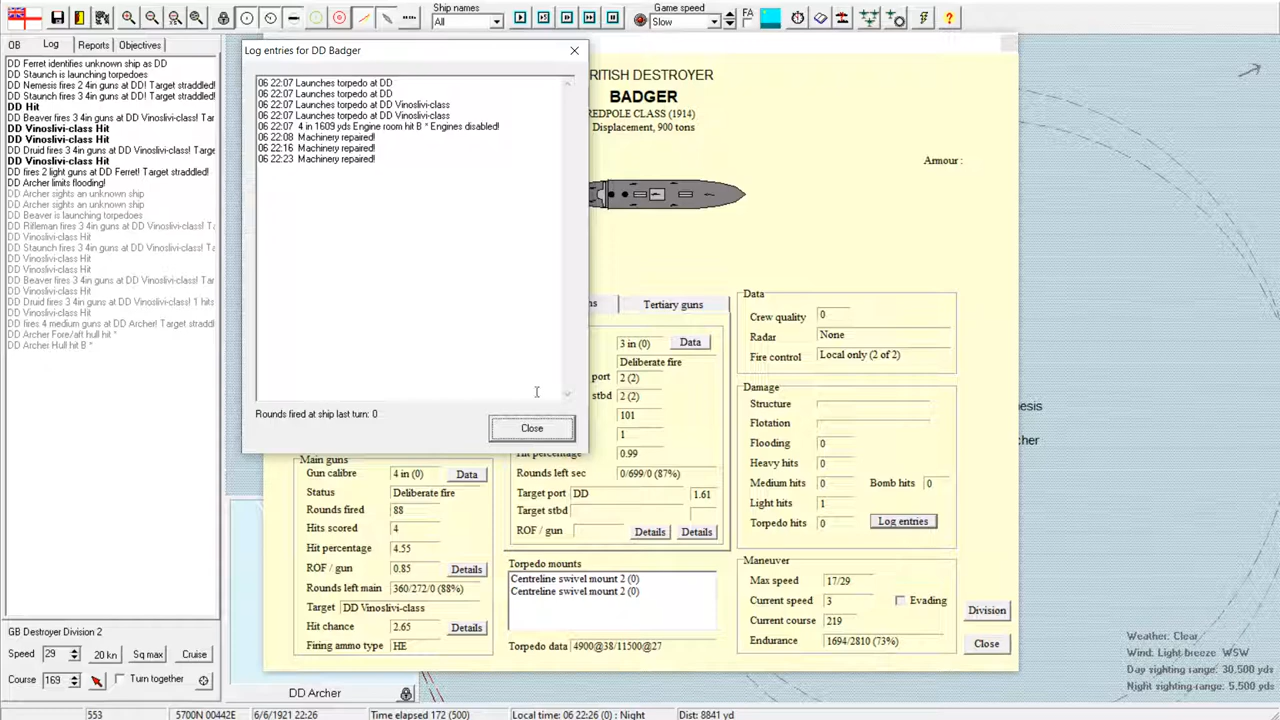 Ship names
All
Game speed
Slow
FA
OB
Log
Reports
Objectives
DD Ferret identifies unknown ship as DD
DD Staunch is launching torpedoes
DD Nemesis fires 2 4in guns at DD! Target straddled!
DD Staunch fires 3 4in guns at DD! Target straddled!
DD Hit
DD Beaver fires 3 4in guns at DD Vinoslivi-class! Targ
DD Vinoslivi-class Hit
DD Vinoslivi-class Hit
DD Druid fires 3 4in guns at DD Vinoslivi-class! Targe
DD Vinoslivi-class Hit
DD fires 2 light guns at DD Ferret! Target straddled!
DD Archer limits flooding!
DD Archer sights an unknown ship
DD Archer sights an unknown ship
DD Beaver is launching torpedoes
DD Rifleman fires 3 4in guns at DD Vinoslivi-class! Ta
DD Vinoslivi-class Hit
DD Staunch fires 3 4in guns at DD Vinoslivi-class! Ta
DD Vinoslivi-class Hit
DD Vinoslivi-class Hit
DD Beaver fires 3 4in guns at DD Vinoslivi-class! Targ
DD Vinoslivi-class Hit
DD Druid fires 3 4in guns at DD Vinoslivi-class! 1 hits
DD Vinoslivi-class Hit
DD fires 4 medium guns at DD Archer! Target straddl
DD Archer Fore/Aft hull hit *
DD Archer Hull hit B *
GB Destroyer Division 2
Speed 29
20 kn
Sq max
Cruise
Course 169
Turn together
Log entries for DD Badger
06 22:07 Launches torpedo at DD
06 22:07 Launches torpedo at DD
06 22:07 Launches torpedo at DD Vinoslivi-class
06 22:07 Launches torpedo at DD Vinoslivi-class
06 22:07 4 in 1609 yds Engine room hit B * Engines disabled!
06 22:08 Machinery repaired!
06 22:16 Machinery repaired!
06 22:23 Machinery repaired!
Rounds fired at ship last turn: 0
Close
RITISH DESTROYER
BADGER
REDPOLE CLASS (1914)
Displacement, 900 tons
Armour :
Main guns
Gun calibre 4 in (0) Data
Status Deliberate fire
Rounds fired 88
Hits scored 4
Hit percentage 4.55
ROF / gun 0.85 Details
Rounds left main 360/272/0 (88%)
Target DD Vinoslivi-class
Hit chance 2.65 Details
Firing ammo type HE
ns
Tertiary guns
3 in (0) Data
Deliberate fire
port 2 (2)
stbd 2 (2)
101
1
0.99
Rounds left sec 0/699/0 (87%)
Target port DD 1.61
Target stbd
ROF / gun Details Details
Torpedo mounts
Centreline swivel mount 2 (0)
Centreline swivel mount 2 (0)
Torpedo data 4900@38/11500@27
Data
Crew quality 0
Radar None
Fire control Local only (2 of 2)
Damage
Structure
Flotation
Flooding 0
Heavy hits 0
Medium hits 0 Bomb hits 0
Light hits 1
Torpedo hits 0 Log entries
Maneuver
Max speed 17/29
Current speed 3 Evading
Current course 219
Endurance 1694/2810 (73%)
Division
Close
nesis
cher
Weather: Clear
Wind: Light breeze WSW
Day sighting range: 30,500 yds
Night sighting range: 5,500 yds
DD Archer
553
5700N 00442E
6/6/1921 22:26
Time elapsed 172 (500)
Local time: 06 22:26 (0) : Night
Dist: 8841 yd